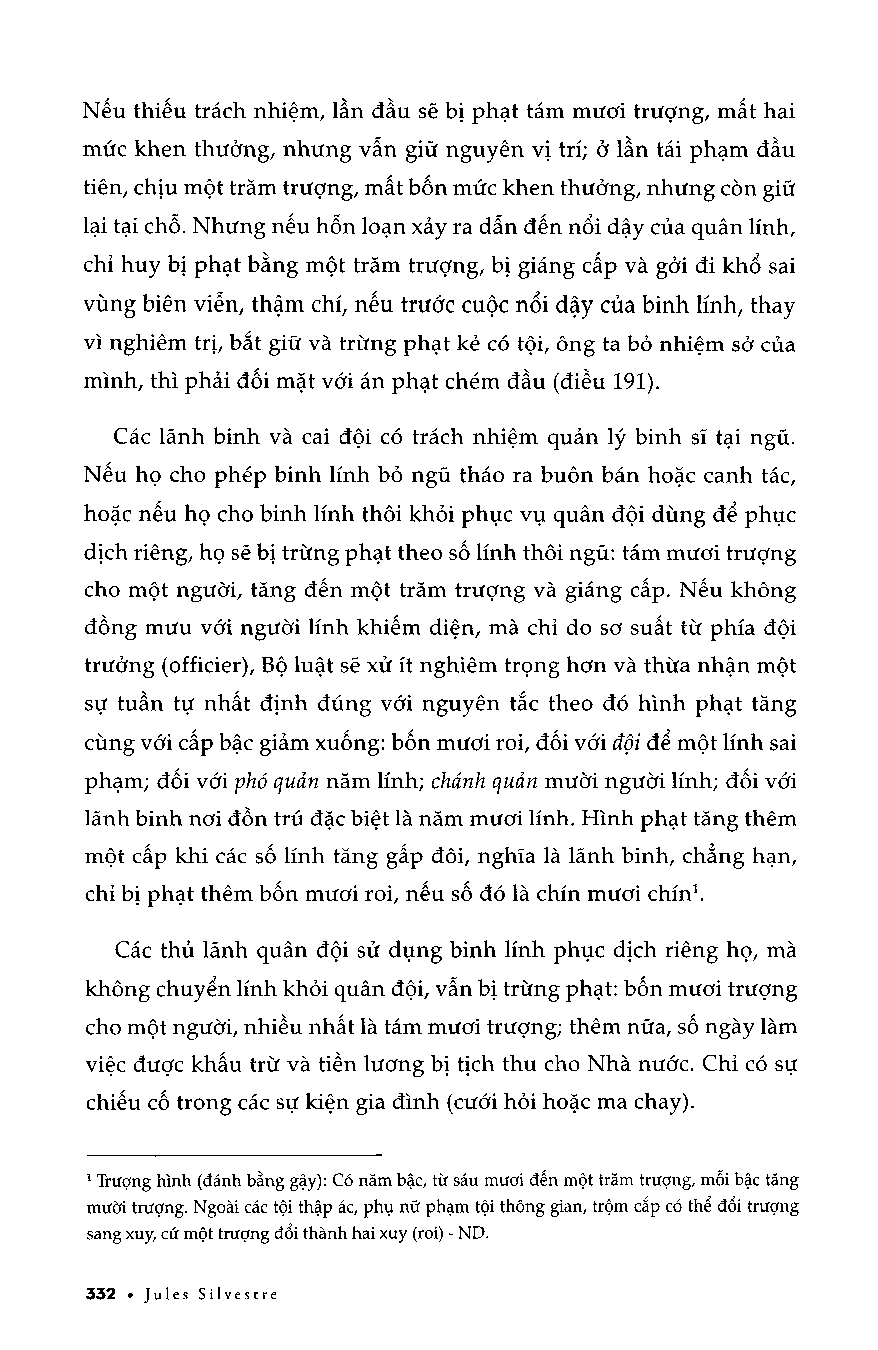 Nếu thiếu trách nhiệm, lần đầu sẽ bị phạt tám mươi trượng, mất hai
mức khen thưởng, nhưng vẫn giữ nguyên vị trí; ở lần tái phạm đầu
tiên, chịu một trăm trượng, mất bốn mức khen thưởng, nhưng còn giữ
lại tại chỗ. Nhưng nếu hỗn loạn xảy ra dẫn đến nổi dậy của quân lính,
chỉ huy bị phạt bằng một trăm trượng, bị giáng cấp và gởi đi khổ sai
vùng biên viễn, thậm chí, nếu trước cuộc nổi dậy của binh lính, thay
vì nghiêm trị, bắt giữ và trừng phạt kẻ có tội, ông ta bỏ nhiệm sở của
mình, thì phải đối mặt với án phạt chém đầu (điều 191).
Các lãnh binh và cai đội có trách nhiệm quản lý binh sĩ tại ngũ.
Nếu họ cho phép binh lính bỏ ngũ tháo ra buôn bán hoặc canh tác,
hoặc nếu họ cho binh lính thôi khỏi phục vụ quân đội dùng để phục
dịch riêng, họ sẽ bị trừng phạt theo số lính thôi ngũ: tám mươi trượng
cho một người, tăng đến một trăm trượng và giáng cấp. Nếu không
đồng mưu với người lính khiếm diện, mà chỉ do sơ suất từ phía đội
trưởng (officier), Bộ luật sẽ xử ít nghiêm trọng hơn và thừa nhận một
sự tuần tự nhất định đúng với nguyên tắc theo đó hình phạt tăng
cùng với cấp bậc giảm xuống: bốn mươi roi, đối với đội để một lính sai
phạm; đối với phó quản năm lính; chánh quản mười người lính; đối với
lãnh binh nơi đồn trú đặc biệt là năm mươi lính. Hình phạt tăng thêm
một cấp khi các số lính tăng gấp đôi, nghĩa là lãnh binh, chẳng hạn,
chỉ bị phạt thêm bốn mươi roi, nếu số đó là chín mươi chín¹.
Các thủ lãnh quân đội sử dụng binh lính phục dịch riêng họ, mà
không chuyển lính khỏi quân đội, vẫn bị trừng phạt: bốn mươi trượng
cho một người, nhiều nhất là tám mươi trượng; thêm nữa, số ngày làm
việc được khấu trừ và tiền lương bị tịch thu cho Nhà nước. Chỉ có sự
chiếu cố trong các sự kiện gia đình (cưới hỏi hoặc ma chay).
¹ Trượng hình (đánh bằng gậy): Có năm bậc, từ sáu mươi đến một trăm trượng, mỗi bậc tăng
mười trượng. Ngoài các tội thập ác, phụ nữ phạm tội thông gian, trộm cắp có thể đổi trượng
sang xuy, cứ một trượng đổi thành hai xuy (roi) - ND.
332 • Jules Silvestre